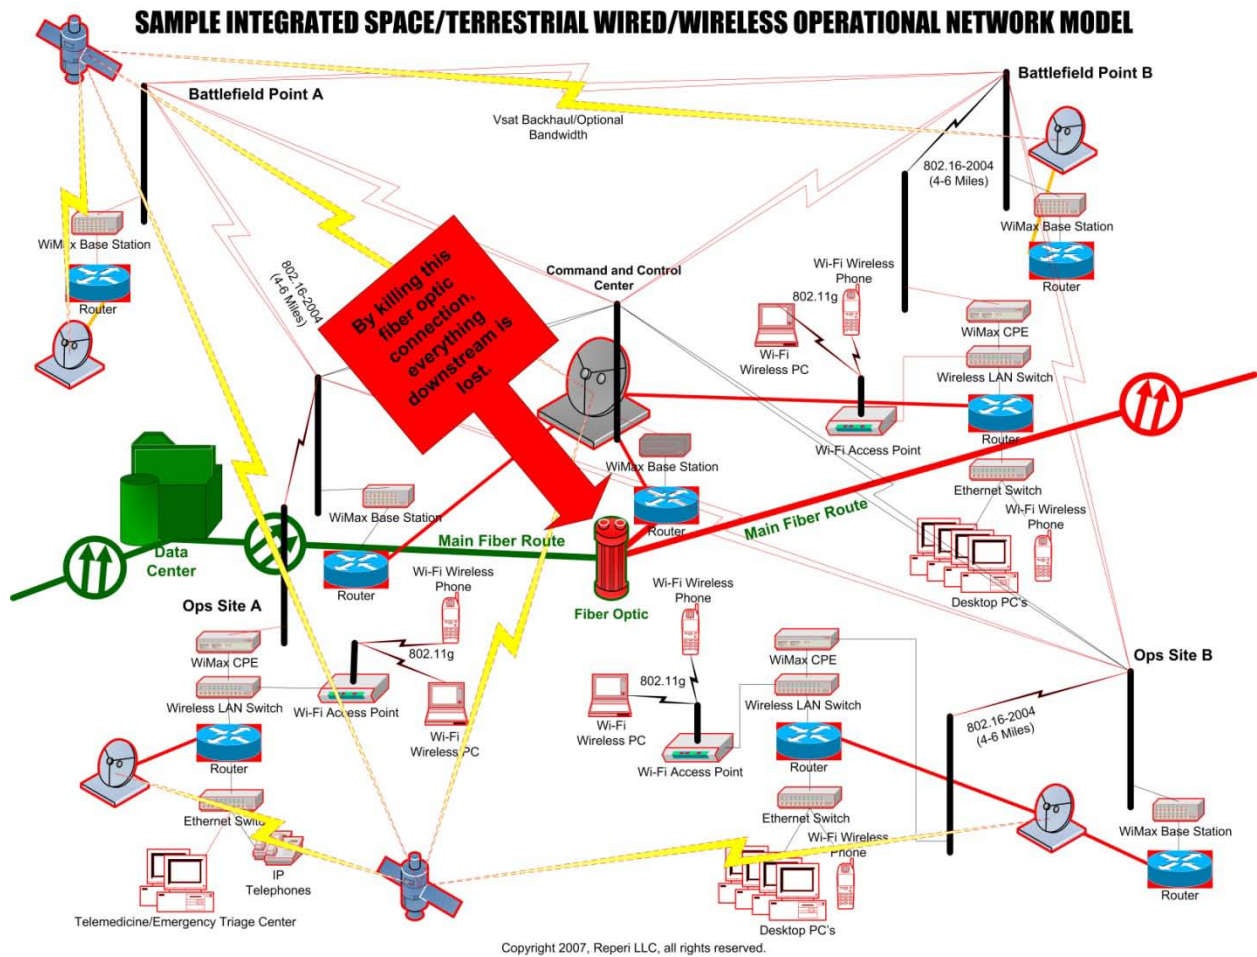 SAMPLE INTEGRATED SPACE/TERRESTRIAL WIRED/WIRELESS OPERATIONAL NETWORK MODEL
Battlefield Point A
Battlefield Point B
Vsat Backhaul/Optional
Bandwidth
802.16-2004
(4-6 Miles)
WiMax Base Station
Router
WiMax Base Station
Router
802.16-2004
(4-6 Miles)
By killing this
fiber optic
connection,
everything
downstream is
lost.
Command and Control
Center
Wi-Fi Wireless
Phone
802.11g
Wi-Fi
Wireless PC
WiMax CPE
Wireless LAN Switch
Router
Wi-Fi Access Point
WiMax Base Station
Router
Ethernet Switch
Wi-Fi Wireless
Phone
Desktop PC's
WiMax Base Station
Router
Main Fiber Route
Main Fiber Route
Data
Center
Fiber Optic
Ops Site A
WiMax CPE
Wireless LAN Switch
Router
Ethernet Switch
IP
Telephones
Telemedicine/Emergency Triage Center
Wi-Fi Wireless
Phone
802.11g
Wi-Fi Access Point
Wi-Fi
Wireless PC
Wi-Fi Wireless
Phone
802.11g
Wi-Fi
Wireless PC
Wi-Fi Access Point
WiMax CPE
Wireless LAN Switch
Router
Ethernet Switch
Wi-Fi Wireless
Phone
Desktop PC's
Ops Site B
802.16-2004
(4-6 Miles)
WiMax Base Station
Router
Copyright 2007, Reperi LLC, all rights reserved.